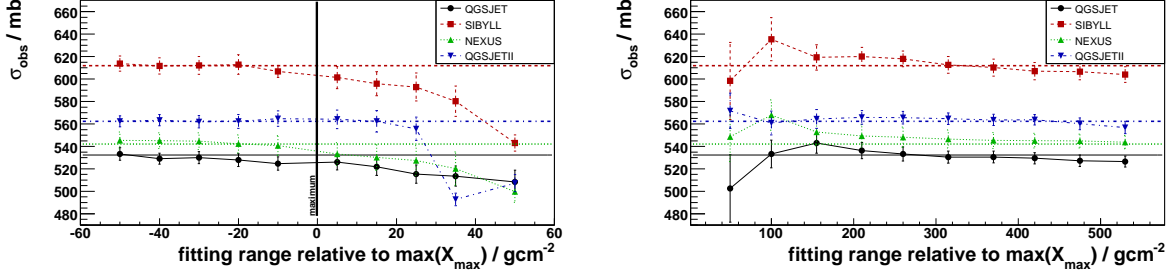 σobs / mb
660
640
620
600
580
560
540
520
500
480
QGSJET
SIBYLL
NEXUS
QGSJETII
maximum
-60 -40 -20 0 20 40 60
fitting range relative to max(Xmax) / gcm-2
σobs / mb
660
640
620
600
580
560
540
520
500
480
QGSJET
SIBYLL
NEXUS
QGSJETII
100 200 300 400 500
fitting range relative to max(Xmax) / gcm-2